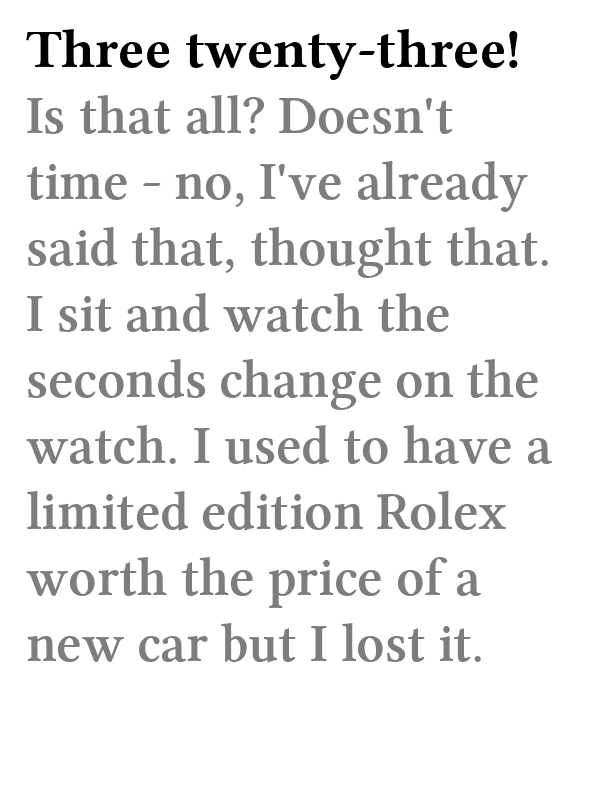 Three twenty-three!
Is that all? Doesn't
time - no, I've already
said that, thought that.
I sit and watch the
seconds change on the
watch. I used to have a
limited edition Rolex
worth the price of a
new car but I lost it.